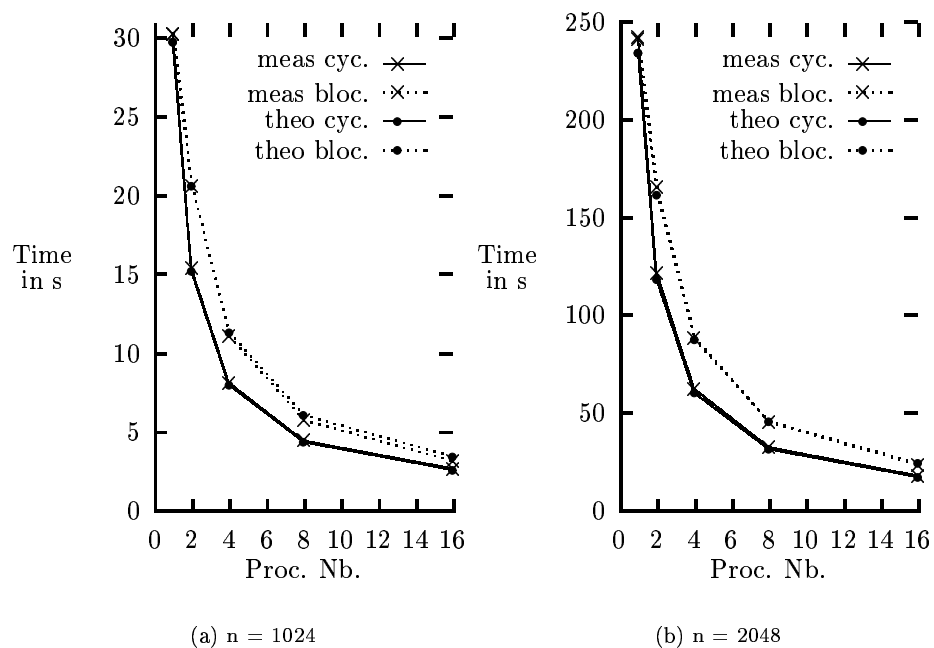 30
25
20
15
10
5
0
Time
in s
meas cyc.
meas bloc.
theo cyc.
theo bloc.
0 2 4 6 8 10 12 14 16
Proc. Nb.
(a) n = 1024
250
200
150
100
50
0
Time
in s
meas cyc.
meas bloc.
theo cyc.
theo bloc.
0 2 4 6 8 10 12 14 16
Proc. Nb.
(b) n = 2048